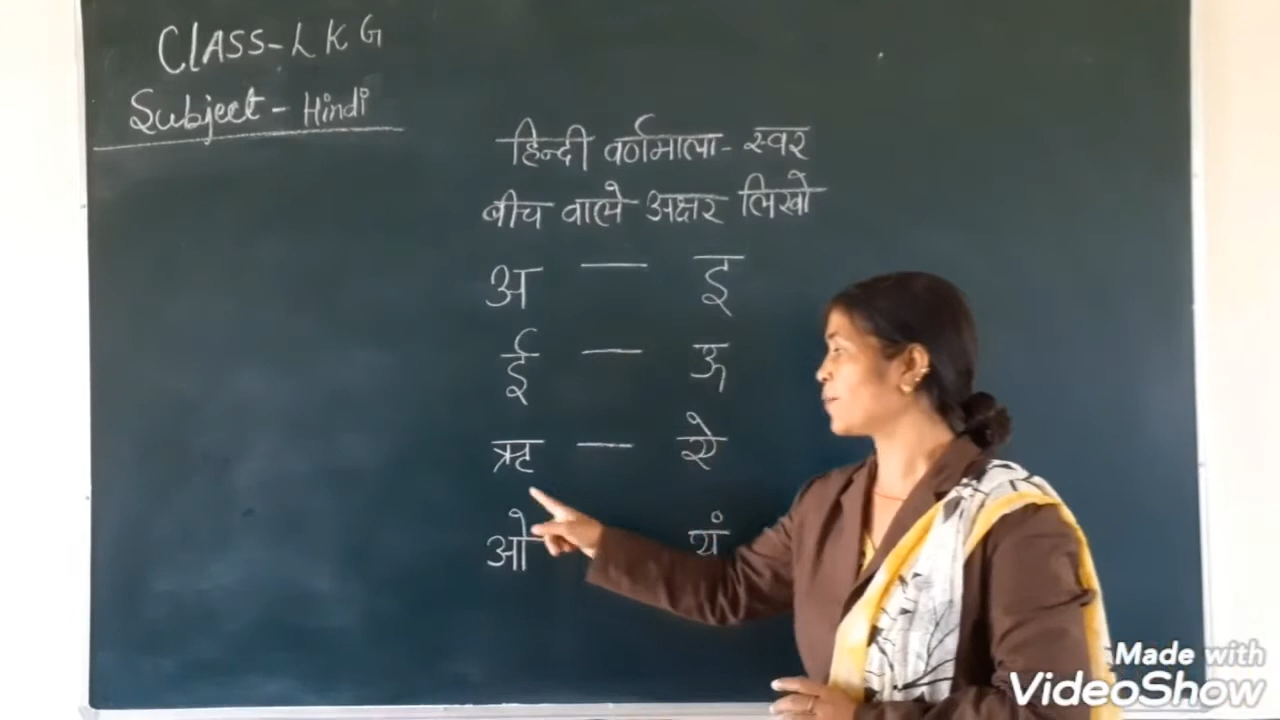 Class-LKG
Subject - Hindi
हिन्दी वर्णमाला - स्वर
बीच वाले अक्षर लिखो
अ — इ
ई — ऊ
ऋ — ऐ
ओ यं
Made with
VideoShow